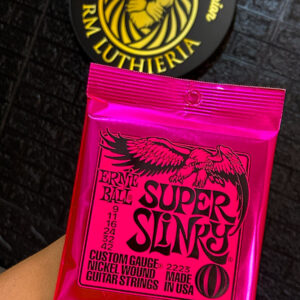 RM LUTHIERIA
ERNIE
BALL
SUPER
SLINKY
9
11
16
24
32
42
CUSTOM GAUGE 2223
NICKEL WOUND MADE
GUITAR STRINGS IN USA